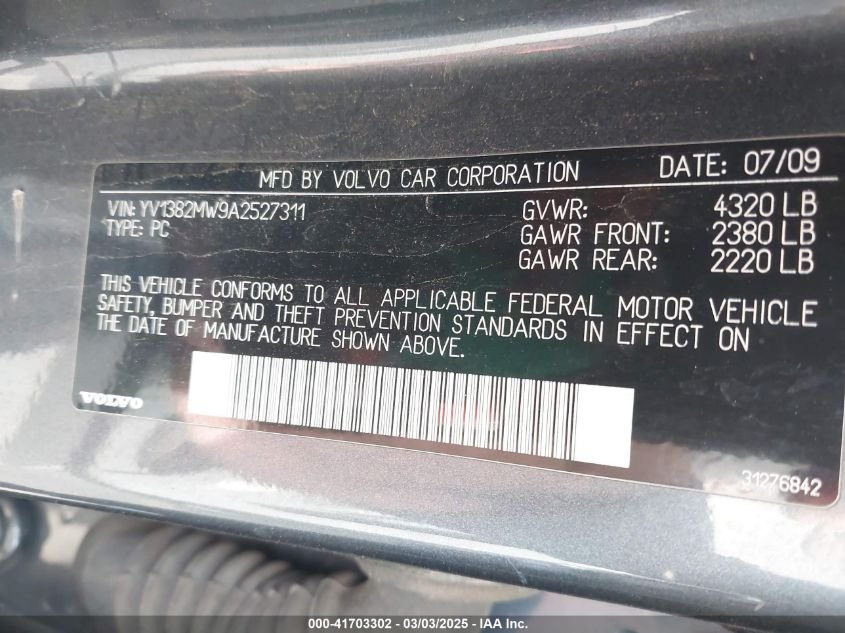 MFD BY VOLVO CAR CORPORATION DATE: 07/09
VIN: YV1382MW9A2527311 GVWR: 4320 LB
TYPE: PC GAWR FRONT: 2380 LB
GAWR REAR: 2220 LB
THIS VEHICLE CONFORMS TO ALL APPLICABLE FEDERAL MOTOR VEHICLE
SAFETY, BUMPER AND THEFT PREVENTION STANDARDS IN EFFECT ON
THE DATE OF MANUFACTURE SHOWN ABOVE.
VOLVO
31276842
000-41703302 - 03/03/2025 - IAA Inc.